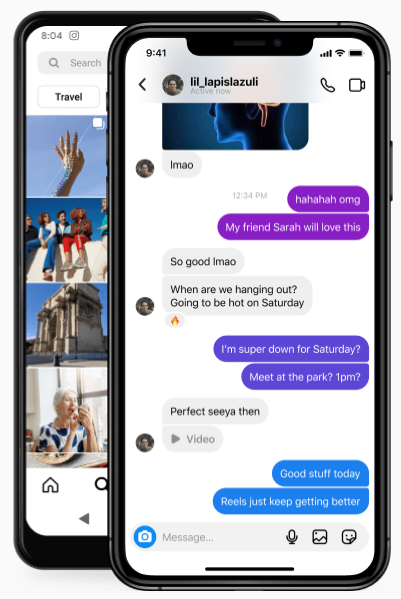 8:04
Search
Travel
9:41
lil_lapislazuli
Active now
lmao
12:34 PM
hahahah omg
My friend Sarah will love this
So good lmao
When are we hanging out?
Going to be hot on Saturday
🔥
I'm super down for Saturday?
Meet at the park? 1pm?
Perfect seeya then
Video
Good stuff today
Reels just keep getting better
Message...